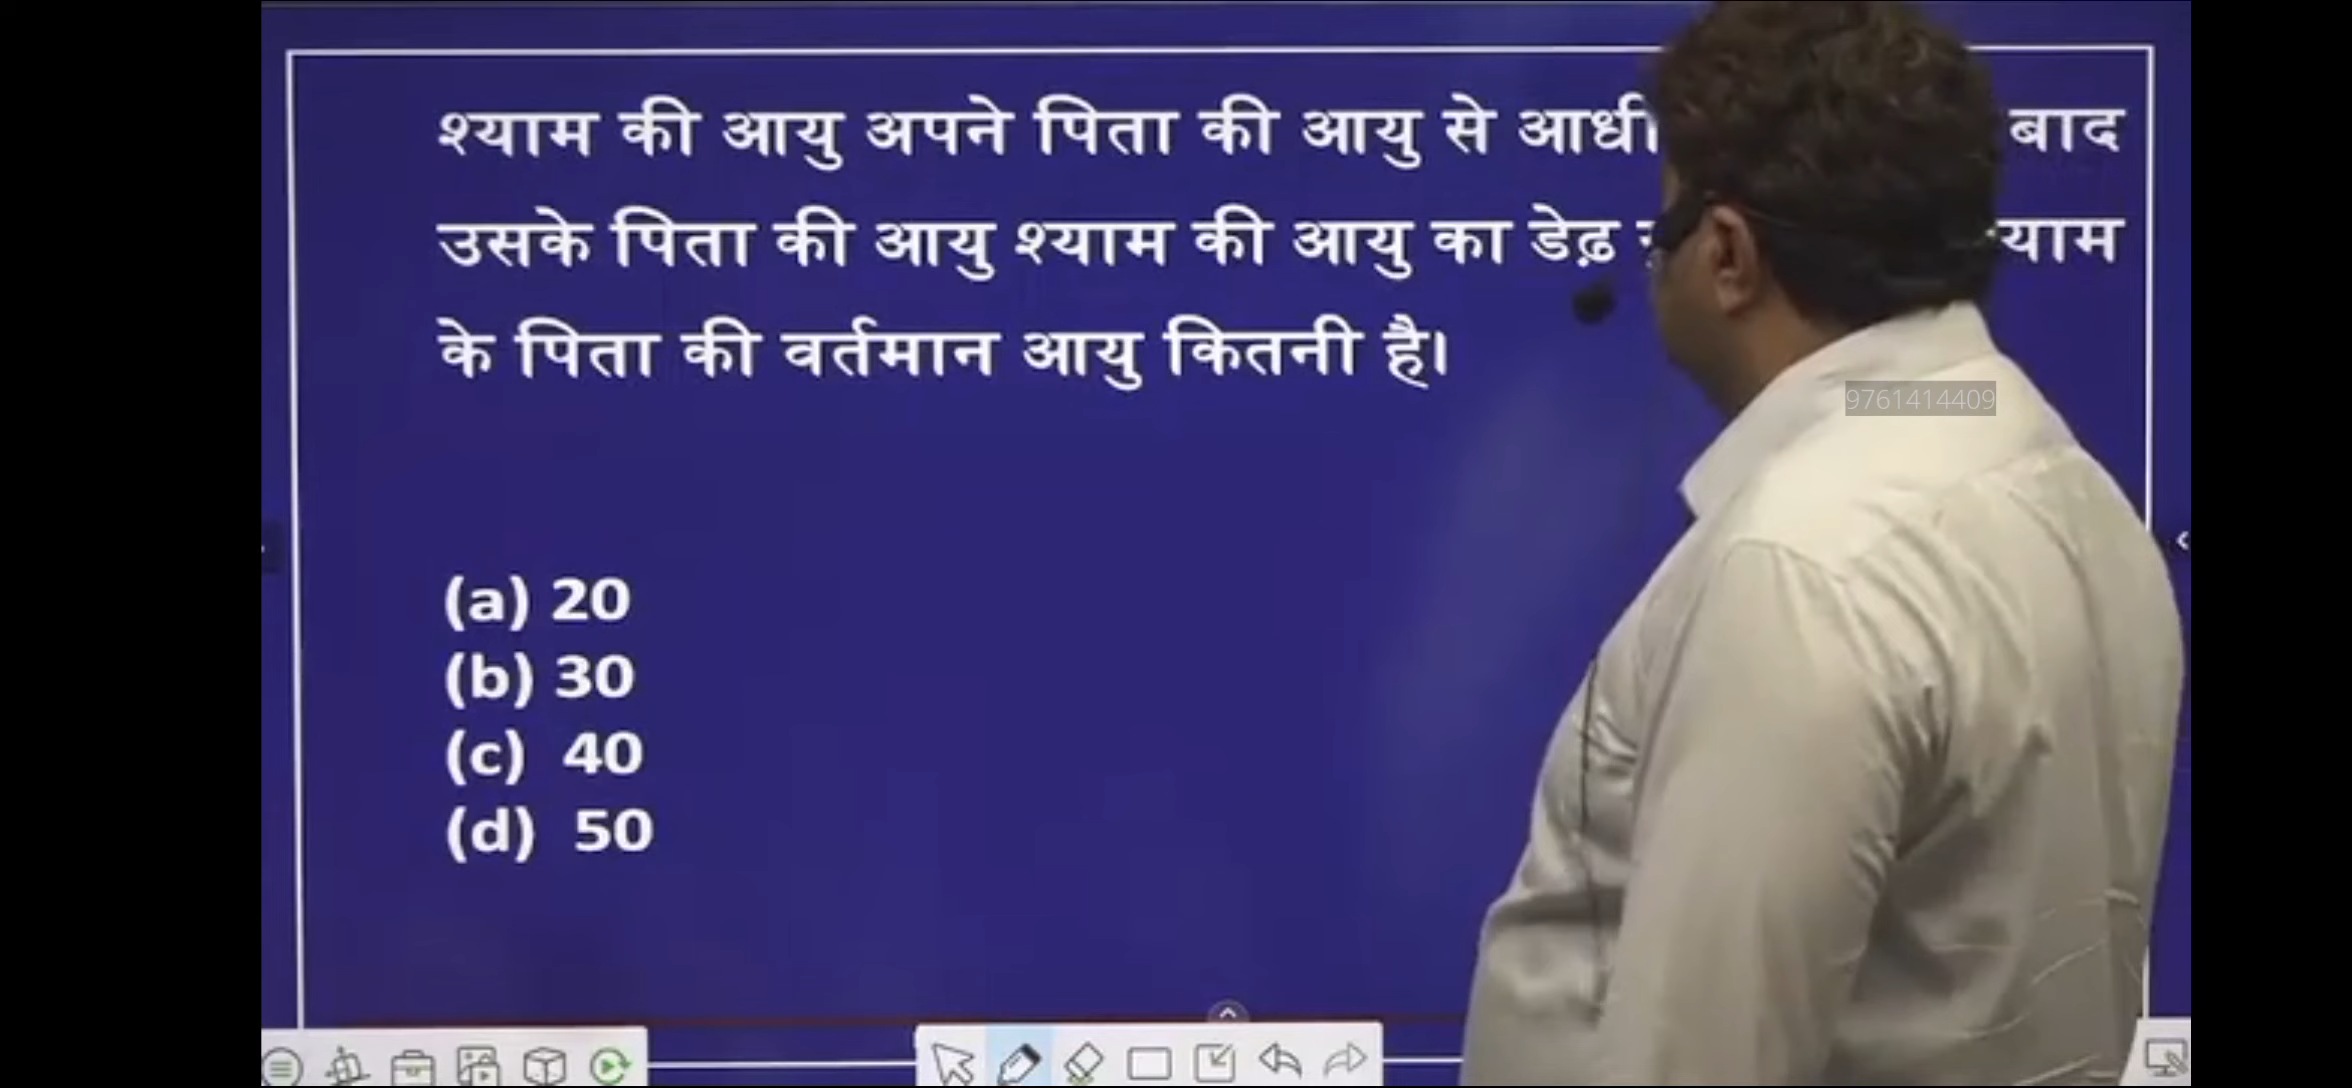 श्याम की आयु अपने पिता की आयु से आधी बाद
उसके पिता की आयु श्याम की आयु का डेढ़
के पिता की वर्तमान आयु कितनी है।
9761414409
(a) 20
(b) 30
(c) 40
(d) 50